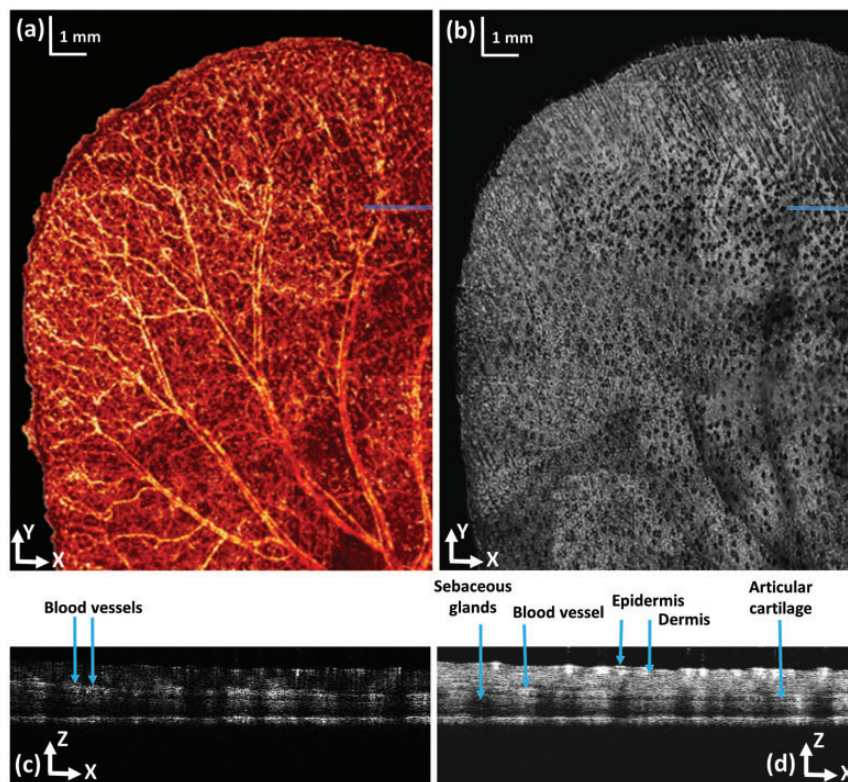 (a)
1 mm
(b)
1 mm
Y
X
Y
X
Blood vessels
Sebaceous
glands
Blood vessel
Epidermis
Dermis
Articular
cartilage
(c)
Z
X
(d)
Z
X